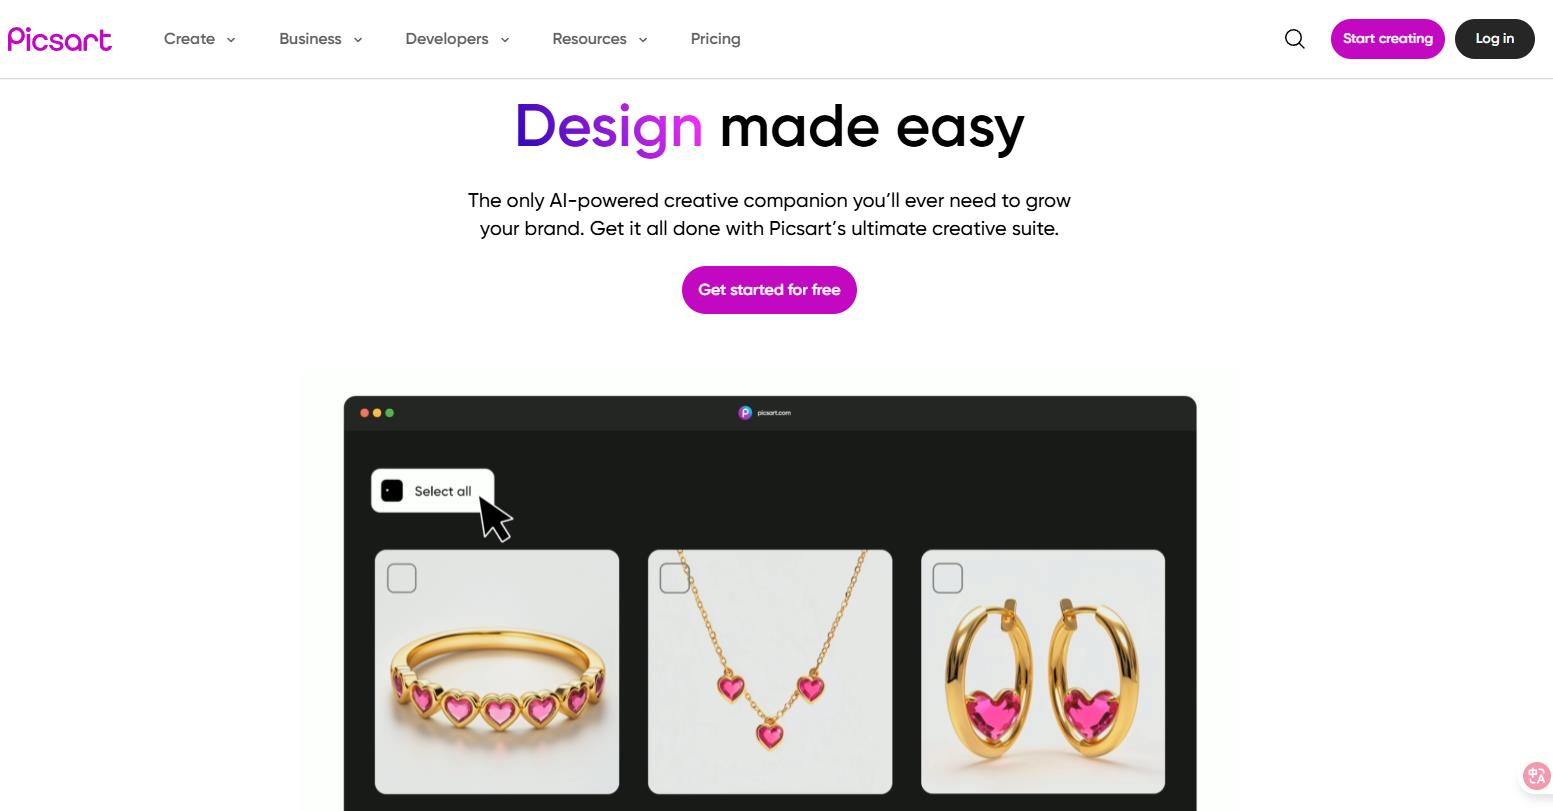 Picsart
Create
Business
Developers
Resources
Pricing
Start creating
Log in
Design made easy
The only AI-powered creative companion you’ll ever need to grow
your brand. Get it all done with Picsart’s ultimate creative suite.
Get started for free
picsart.com
Select all
中A